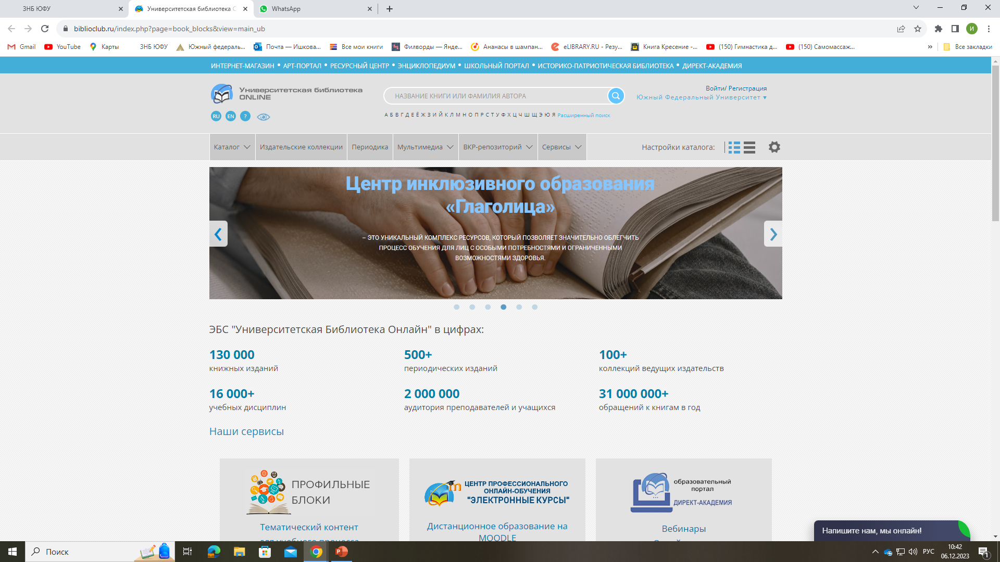 ЗНБ ЮФУ
Университетская библиотека О
WhatsApp
biblioclub.ru/index.php?page=book_blocks&view=main_ub
И
Gmail
YouTube
Карты
ЗНБ ЮФУ
Южный федераль...
Почта — Ишкова...
Все мои книги
Филворды — Янде...
Ананасы в шампан...
eLIBRARY.RU - Резу...
Книга Кресение -...
(150) Гимнастика д...
(150) Самомассаж...
Все закладки
ИНТЕРНЕТ-МАГАЗИН • АРТ-ПОРТАЛ • РЕСУРСНЫЙ ЦЕНТР • ЭНЦИКЛОПЕДИУМ • ШКОЛЬНЫЙ ПОРТАЛ • ИСТОРИКО-ПАТРИОТИЧЕСКАЯ БИБЛИОТЕКА • ДИРЕКТ-АКАДЕМИЯ
Университетская библиотека
ONLINE
RU EN ?
НАЗВАНИЕ КНИГИ ИЛИ ФАМИЛИЯ АВТОРА
А Б В Г Д Е Ё Ж З И Й К Л М Н О П Р С Т У Ф Х Ц Ч Ш Щ Э Ю Я Расширенный поиск
Войти/ Регистрация
Южный Федеральный Университет ▾
Каталог
Издательские коллекции
Периодика
Мультимедиа
ВКР-репозиторий
Сервисы
Настройки каталога:
Центр инклюзивного образования
«Глаголица»
– ЭТО УНИКАЛЬНЫЙ КОМПЛЕКС РЕСУРСОВ, КОТОРЫЙ ПОЗВОЛЯЕТ ЗНАЧИТЕЛЬНО ОБЛЕГЧИТЬ
ПРОЦЕСС ОБУЧЕНИЯ ДЛЯ ЛИЦ С ОСОБЫМИ ПОТРЕБНОСТЯМИ И ОГРАНИЧЕННЫМИ
ВОЗМОЖНОСТЯМИ ЗДОРОВЬЯ.
ЭБС "Университетская Библиотека Онлайн" в цифрах:
130 000
книжных изданий
500+
периодических изданий
100+
коллекций ведущих издательств
16 000+
учебных дисциплин
2 000 000
аудитория преподавателей и учащихся
31 000 000+
обращений к книгам в год
Наши сервисы
ПРОФИЛЬНЫЕ
БЛОКИ
Тематический контент
для учебного процесса
ЦЕНТР ПРОФЕССИОНАЛЬНОГО
ОНЛАЙН-ОБУЧЕНИЯ
"ЭЛЕКТРОННЫЕ КУРСЫ"
Дистанционное образование на
MOODLE
образовательный
портал
ДИРЕКТ-АКАДЕМИЯ
Вебинары
Напишите нам, мы онлайн!
Поиск
РУС
10:42
06.12.2023
1